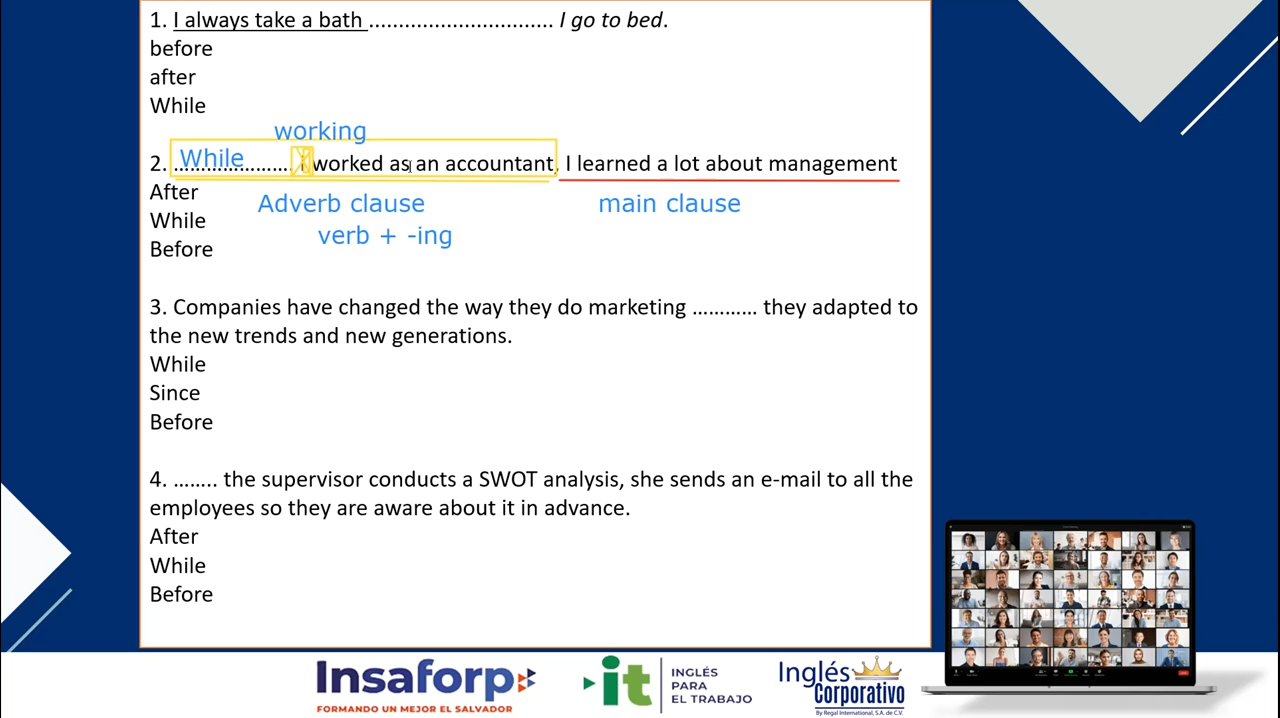 1. I always take a bath ............................ I go to bed.
before
after
While
working
2. While .................... I worked as an accountant, I learned a lot about management
After
Adverb clause main clause
While
verb + -ing
Before
3. Companies have changed the way they do marketing ………… they adapted to
the new trends and new generations.
While
Since
Before
4. …….. the supervisor conducts a SWOT analysis, she sends an e-mail to all the
employees so they are aware about it in advance.
After
While
Before
Insaforp
FORMANDO UN MEJOR EL SALVADOR
it
INGLÉS
PARA
EL TRABAJO
Inglés
Corporativo
By Regal International, S.A. de C.V.